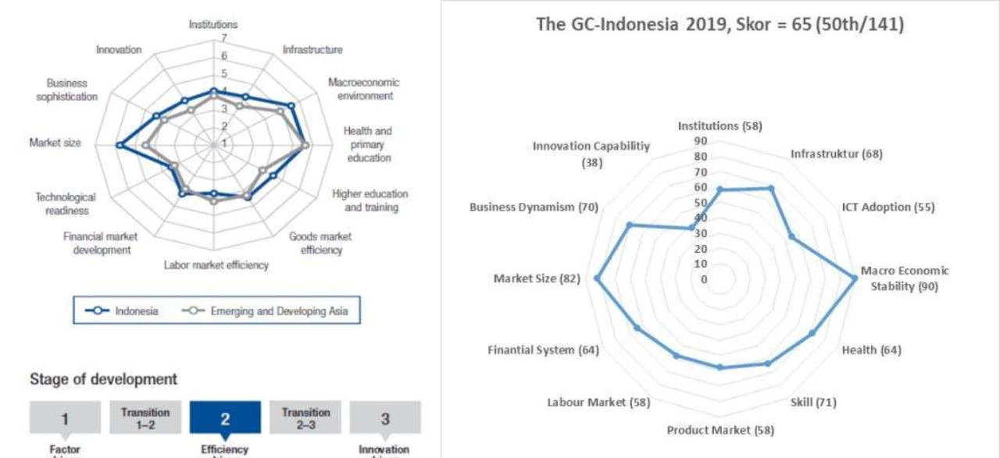 Institutions
7
Innovation
Infrastructure
6
5
Business
sophistication
Macroeconomic
environment
4
3
2
Market size
1
Health and
primary
education
Technological
readiness
Higher education
and training
Financial market
development
Goods market
efficiency
Labor market efficiency
Indonesia
Emerging and Developing Asia
Stage of development
1
Transition
1–2
2
Transition
2–3
3
Factor
Efficiency
Innovation
The GC-Indonesia 2019, Skor = 65 (50th/141)
Institutions (58)
90
80
70
60
50
40
30
20
10
0
Innovation Capabilitiy
(38)
Infrastruktur (68)
Business Dynamism (70)
ICT Adoption (55)
Market Size (82)
Macro Economic
Stability (90)
Finantial System (64)
Health (64)
Labour Market (58)
Skill (71)
Product Market (58)